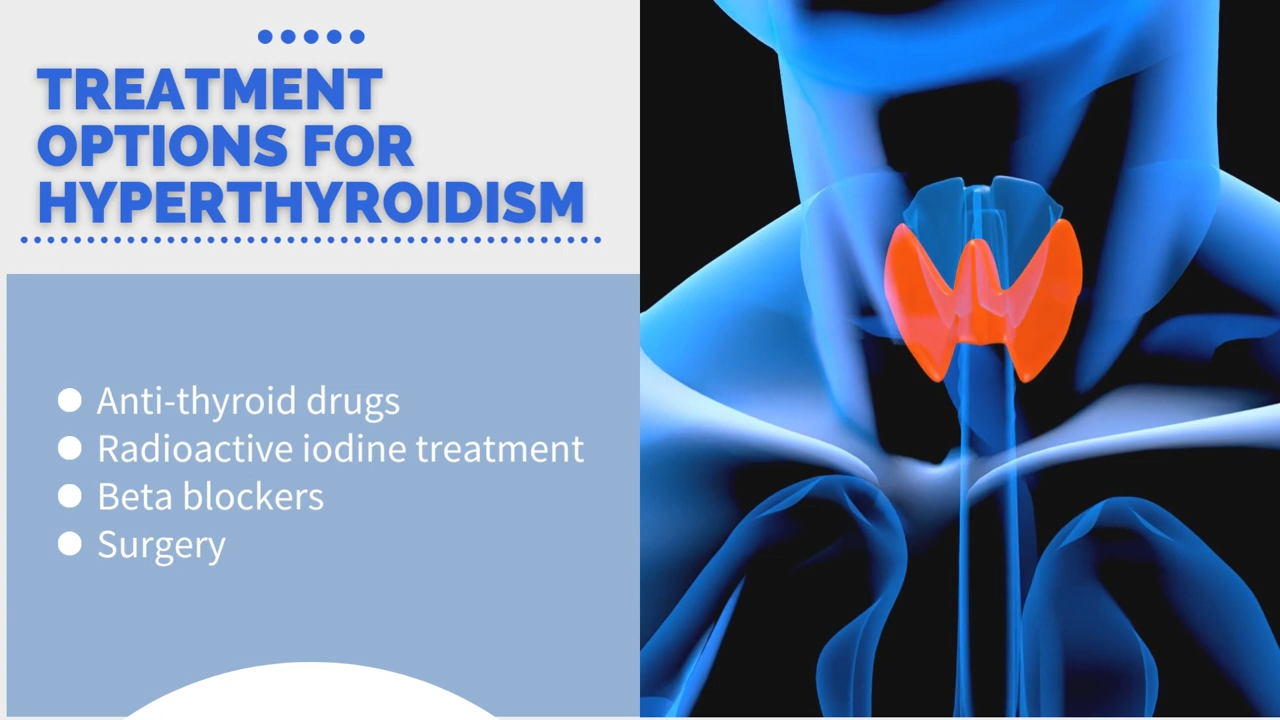 TREATMENT
OPTIONS FOR
HYPERTHYROIDISM
Anti-thyroid drugs
Radioactive iodine treatment
Beta blockers
Surgery